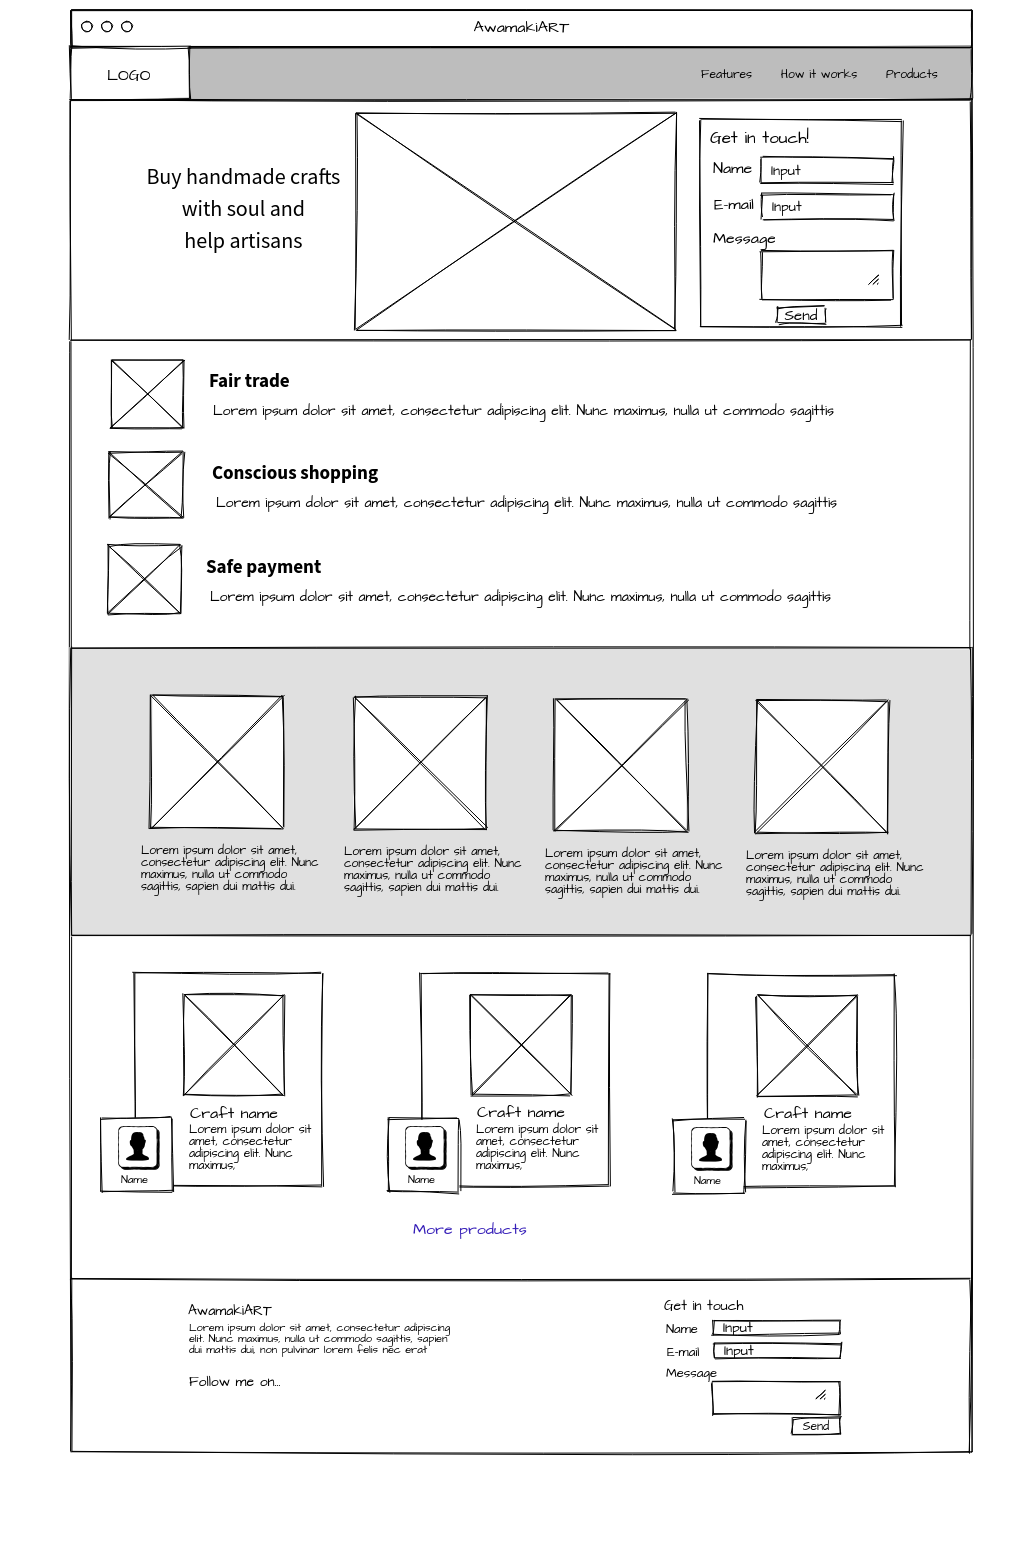 AwamakiART
LOGO
Features
How it works
Products
Buy handmade crafts
with soul and
help artisans
Get in touch!
Name
Input
E-mail
Input
Message
Send
Fair trade
Lorem ipsum dolor sit amet, consectetur adipiscing elit. Nunc maximus, nulla ut commodo sagittis
Conscious shopping
Lorem ipsum dolor sit amet, consectetur adipiscing elit. Nunc maximus, nulla ut commodo sagittis
Safe payment
Lorem ipsum dolor sit amet, consectetur adipiscing elit. Nunc maximus, nulla ut commodo sagittis
Lorem ipsum dolor sit amet,
consectetur adipiscing elit. Nunc
maximus, nulla ut commodo
sagittis, sapien dui mattis dui.
Lorem ipsum dolor sit amet,
consectetur adipiscing elit. Nunc
maximus, nulla ut commodo
sagittis, sapien dui mattis dui.
Lorem ipsum dolor sit amet,
consectetur adipiscing elit. Nunc
maximus, nulla ut commodo
sagittis, sapien dui mattis dui.
Lorem ipsum dolor sit amet,
consectetur adipiscing elit. Nunc
maximus, nulla ut commodo
sagittis, sapien dui mattis dui.
Craft name
Lorem ipsum dolor sit
amet, consectetur
adipiscing elit. Nunc
maximus,
Name
Craft name
Lorem ipsum dolor sit
amet, consectetur
adipiscing elit. Nunc
maximus,
Name
Craft name
Lorem ipsum dolor sit
amet, consectetur
adipiscing elit. Nunc
maximus,
Name
More products
AwamakiART
Lorem ipsum dolor sit amet, consectetur adipiscing
elit. Nunc maximus, nulla ut commodo sagittis, sapien
dui mattis dui, non pulvinar lorem felis nec erat
Follow me on...
Get in touch
Name
Input
E-mail
Input
Message
Send